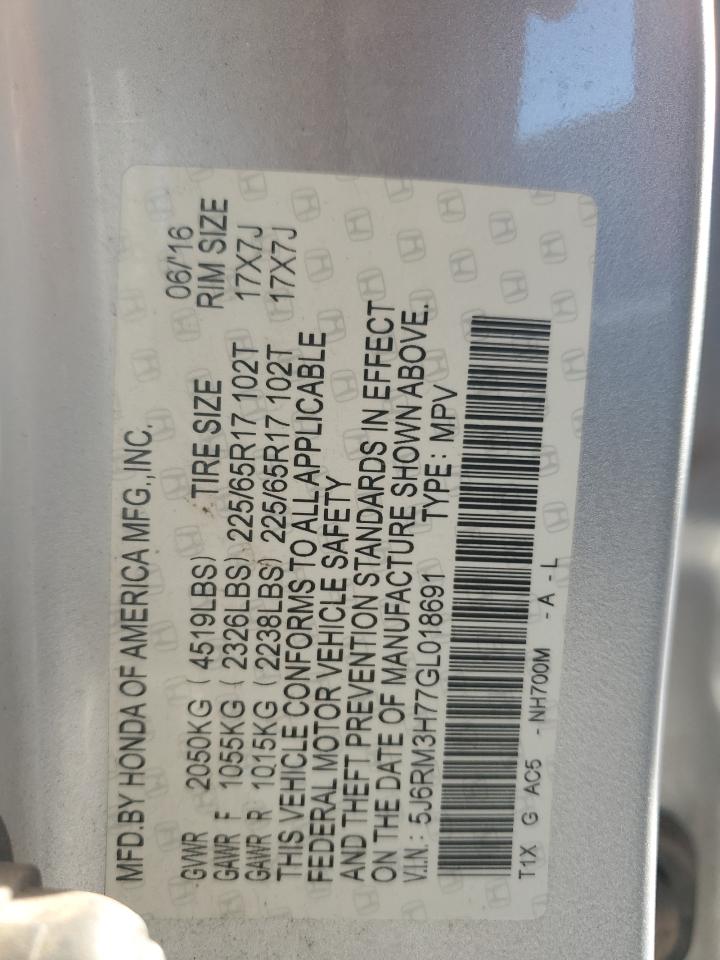 MFD.BY HONDA OF AMERICA MFG.,INC. 06/'16
GVWR 2050KG ( 4519LBS) TIRE SIZE RIM SIZE
GAWR F 1055KG ( 2326LBS) 225/65R17 102T 17X7J
GAWR R 1015KG ( 2238LBS) 225/65R17 102T 17X7J
THIS VEHICLE CONFORMS TO ALL APPLICABLE
FEDERAL MOTOR VEHICLE SAFETY
AND THEFT PREVENTION STANDARDS IN EFFECT
ON THE DATE OF MANUFACTURE SHOWN ABOVE.
V.I.N.: 5J6RM3H77GL018691 TYPE: MPV
T1X G AC5 -NH700M -A-L